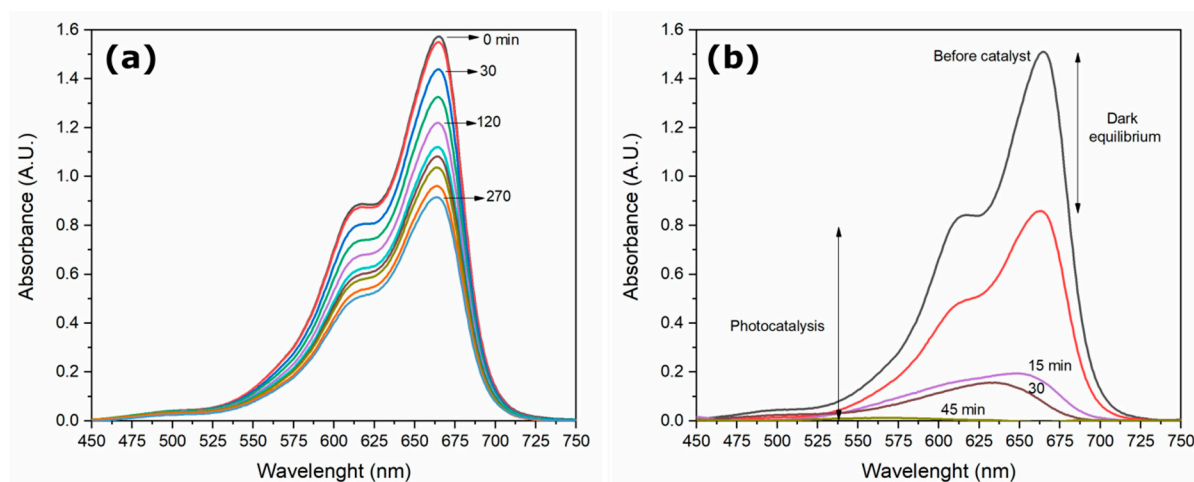 (a)
0 min
30
120
270
1.6
1.4
1.2
1.0
0.8
0.6
0.4
0.2
0.0
Absorbance (A.U.)
450 475 500 525 550 575 600 625 650 675 700 725 750
Wavelenght (nm)
(b)
Before catalyst
Dark
equilibrium
Photocatalysis
15 min
30
45 min
1.6
1.4
1.2
1.0
0.8
0.6
0.4
0.2
0.0
Absorbance (A.U.)
450 475 500 525 550 575 600 625 650 675 700 725 750
Wavelenght (nm)